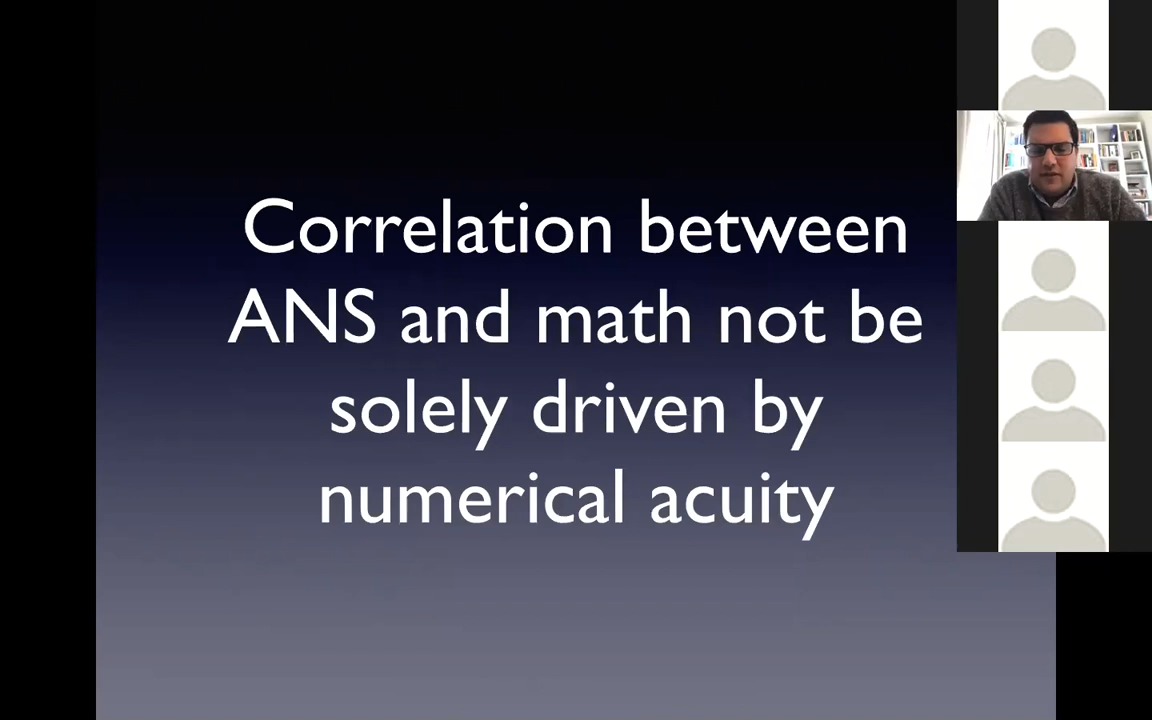 Correlation between
ANS and math not be
solely driven by
numerical acuity